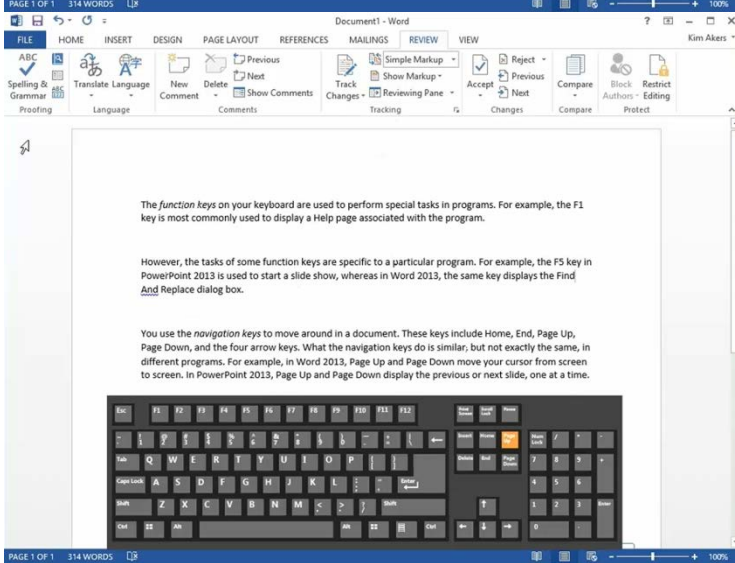 PAGE 1 OF 1 314 WORDS 100%
Document1 - Word
FILE HOME INSERT DESIGN PAGE LAYOUT REFERENCES MAILINGS REVIEW VIEW Kim Akers
ABC
Spelling & Grammar
ABC
Translate Language
New Comment
Delete
Previous
Next
Show Comments
Track Changes
Simple Markup
Show Markup
Reviewing Pane
Accept
Reject
Previous
Next
Compare
Block Authors
Restrict Editing
Proofing Language Comments Tracking Changes Compare Protect
The function keys on your keyboard are used to perform special tasks in programs. For example, the F1
key is most commonly used to display a Help page associated with the program.
However, the tasks of some function keys are specific to a particular program. For example, the F5 key in
PowerPoint 2013 is used to start a slide show, whereas in Word 2013, the same key displays the Find
And Replace dialog box.
You use the navigation keys to move around in a document. These keys include Home, End, Page Up,
Page Down, and the four arrow keys. What the navigation keys do is similar, but not exactly the same, in
different programs. For example, in Word 2013, Page Up and Page Down move your cursor from screen
to screen. In PowerPoint 2013, Page Up and Page Down display the previous or next slide, one at a time.
Esc F1 F2 F3 F4 F5 F6 F7 F8 F9 F10 F11 F12 Print Screen Scroll Lock Pause
Insert Home Page Up Num Lock / * -
Tab Q W E R T Y U I O P Delete End Page Down 7 8 9 +
Caps Lock A S D F G H J K L Enter 4 5 6
Shift Z X C V B N M Shift 1 2 3 Enter
Ctrl Alt Alt Ctrl 0 .
PAGE 1 OF 1 314 WORDS 100%